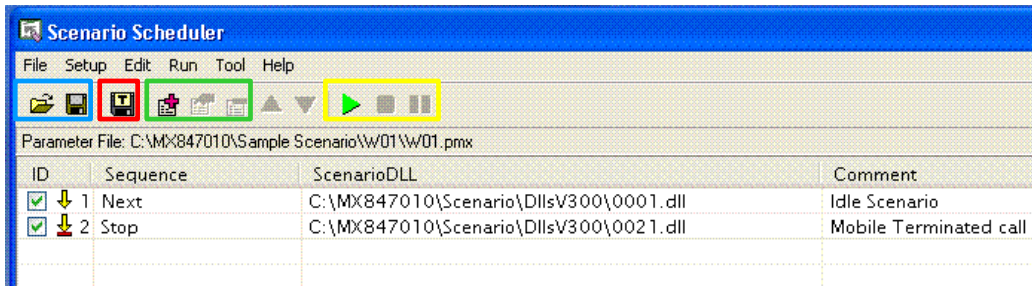 Scenario Scheduler
File Setup Edit Run Tool Help
T
Parameter File: C:\MX847010\Sample Scenario\W01\W01.pmx
ID Sequence ScenarioDLL Comment
1 Next C:\MX847010\Scenario\DllsV300\0001.dll Idle Scenario
2 Stop C:\MX847010\Scenario\DllsV300\0021.dll Mobile Terminated call